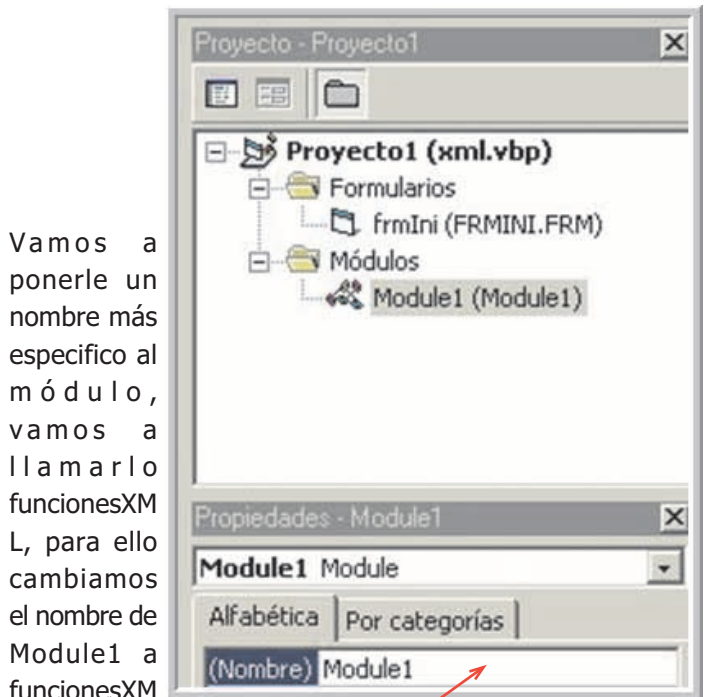 Vamos a
ponerle un
nombre más
especifico al
módulo,
vamos a
llamarlo
funcionesXM
L, para ello
cambiamos
el nombre de
Module1 a
funcionesXM
Proyecto - Proyecto1
Proyecto1 (xml.vbp)
Formularios
frmIni (FRMINI.FRM)
Módulos
Module1 (Module1)
Propiedades - Module1
Module1 Module
Alfabética Por categorías
(Nombre) Module1